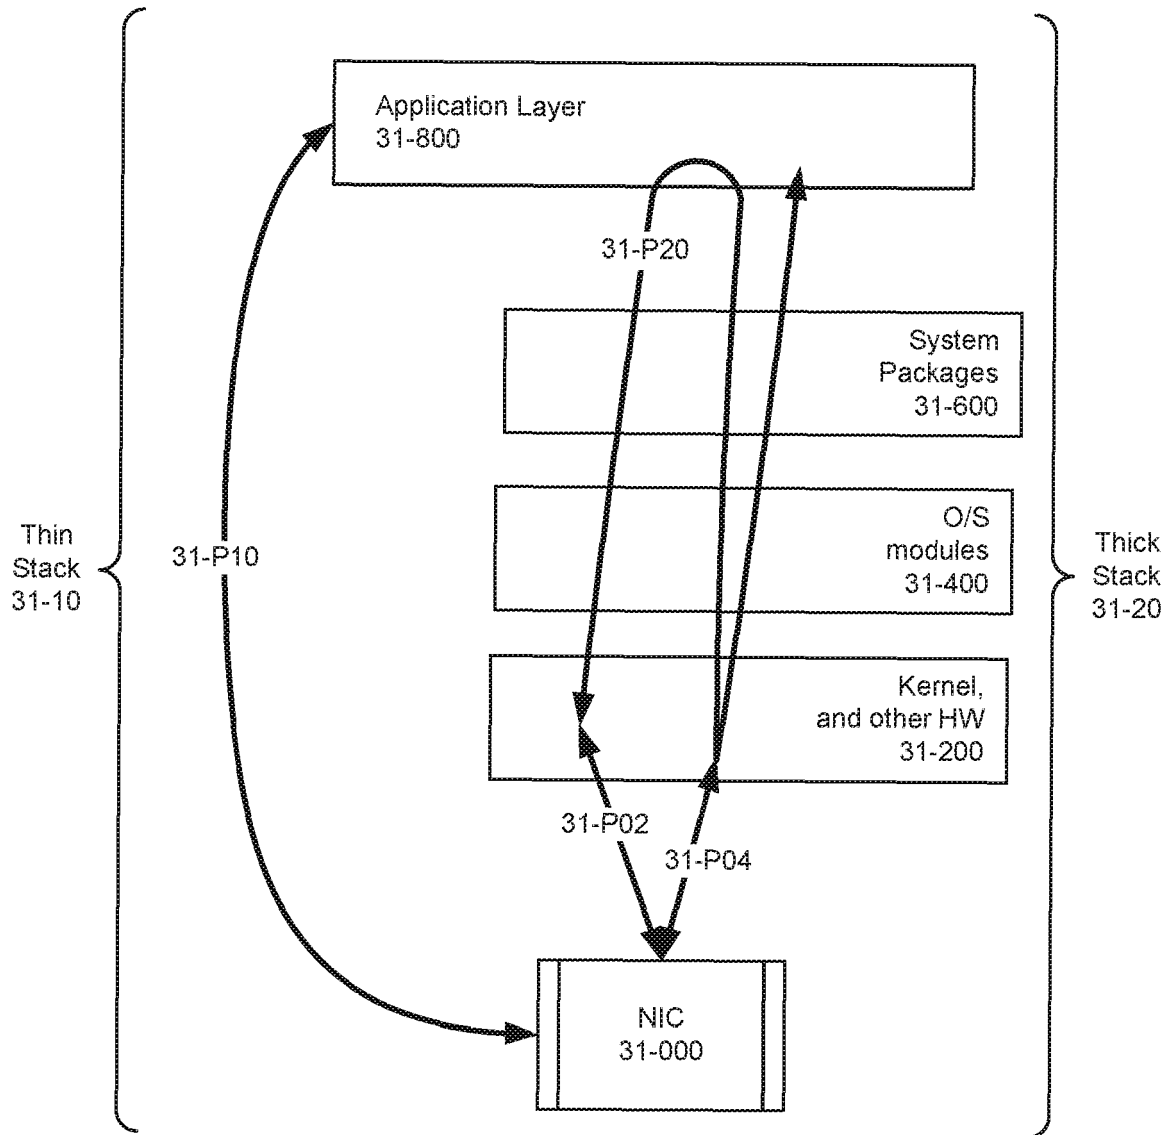 Application Layer
31-800
31-P20
System
Packages
31-600
Thin
Stack
31-10
31-P10
O/S
modules
31-400
Thick
Stack
31-20
Kernel,
and other HW
31-200
31-P02
31-P04
NIC
31-000